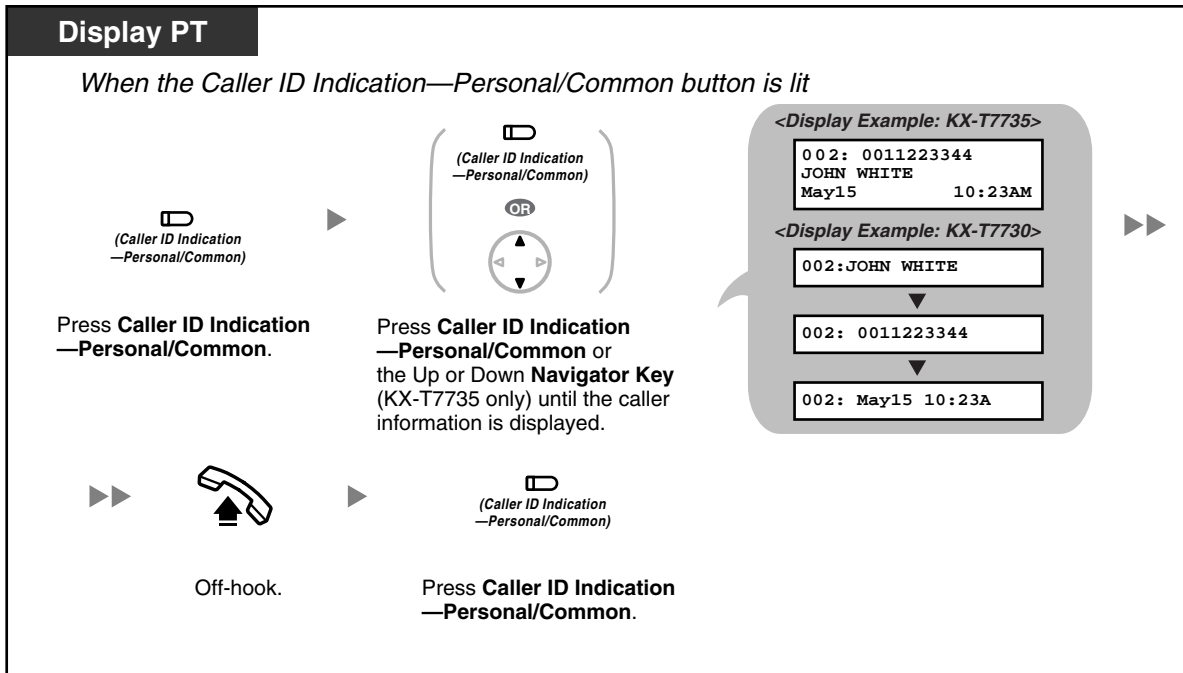 Display PT
When the Caller ID Indication—Personal/Common button is lit
(Caller ID Indication
—Personal/Common)
Press Caller ID Indication
—Personal/Common.
(Caller ID Indication
—Personal/Common)
OR
Press Caller ID Indication
—Personal/Common or
the Up or Down Navigator Key
(KX-T7735 only) until the caller
information is displayed.
<Display Example: KX-T7735>
002: 0011223344
JOHN WHITE
May15 10:23AM
<Display Example: KX-T7730>
002:JOHN WHITE
002: 0011223344
002: May15 10:23A
Off-hook.
(Caller ID Indication
—Personal/Common)
Press Caller ID Indication
—Personal/Common.